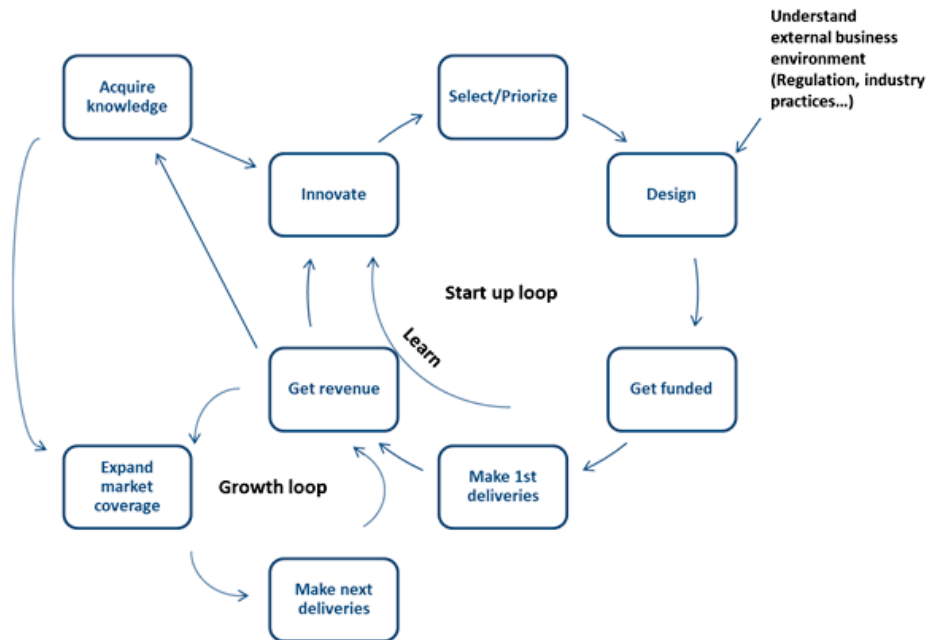 Understand
external business
environment
(Regulation, industry
practices...)
Acquire
knowledge
Select/Priorize
Innovate
Design
Start up loop
Learn
Get revenue
Get funded
Expand
market
coverage
Growth loop
Make 1st
deliveries
Make next
deliveries